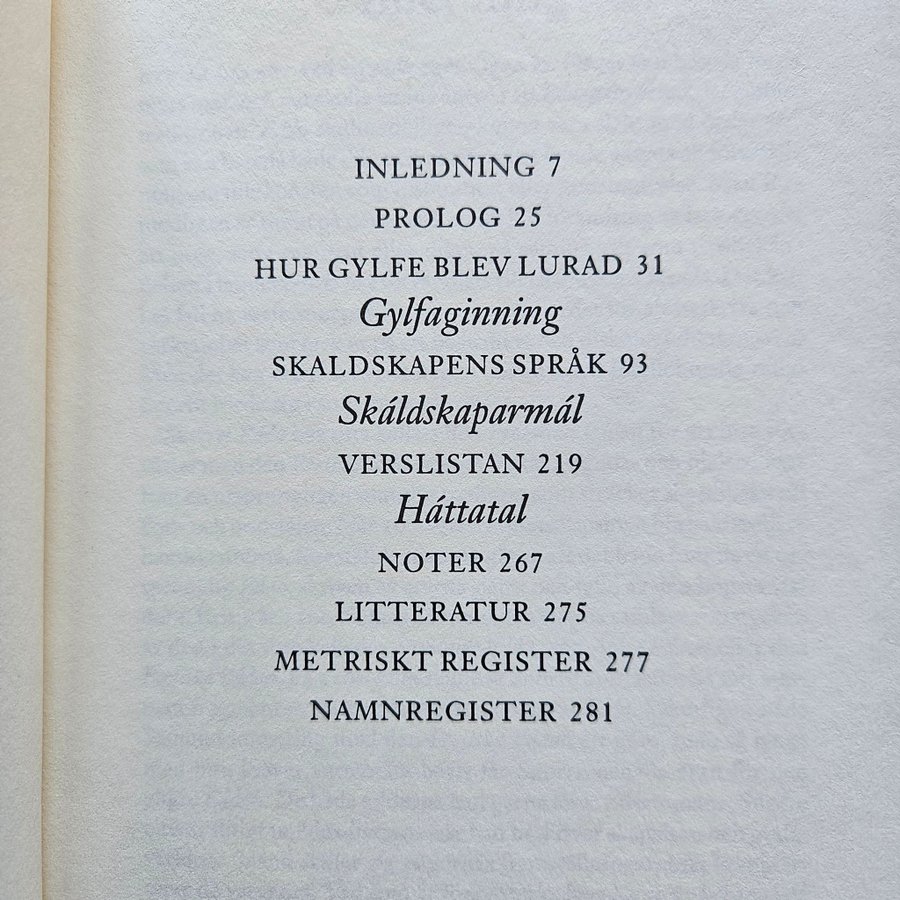 INLEDNING 7
PROLOG 25
HUR GYLFE BLEV LURAD 31
Gylfaginning
SKALDSKAPENS SPRÅK 93
Skáldskaparmál
VERSLISTAN 219
Háttatal
NOTER 267
LITTERATUR 275
METRISKT REGISTER 277
NAMNREGISTER 281